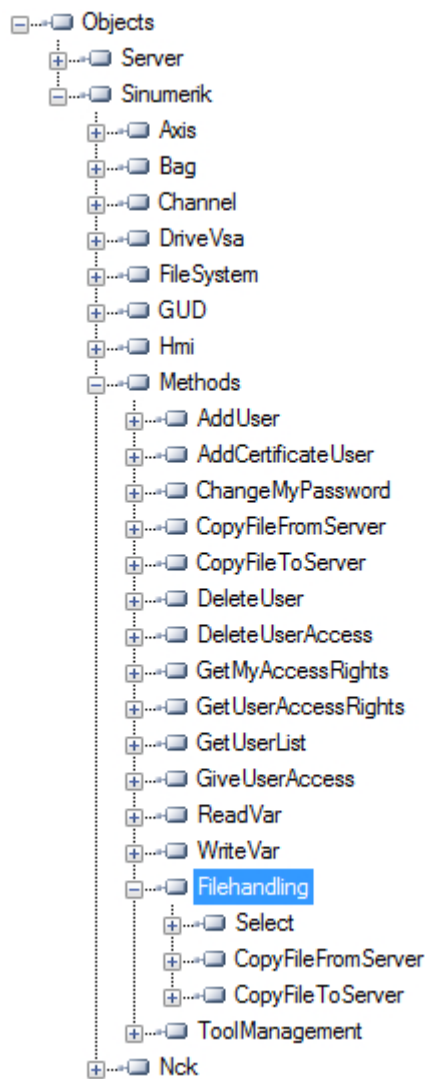 Objects
Server
Sinumerik
Axis
Bag
Channel
DriveVsa
FileSystem
GUD
Hmi
Methods
AddUser
AddCertificateUser
ChangeMyPassword
CopyFileFromServer
CopyFileToServer
DeleteUser
DeleteUserAccess
GetMyAccessRights
GetUserAccessRights
GetUserList
GiveUserAccess
ReadVar
WriteVar
Filehandling
Select
CopyFileFromServer
CopyFileToServer
ToolManagement
Nck